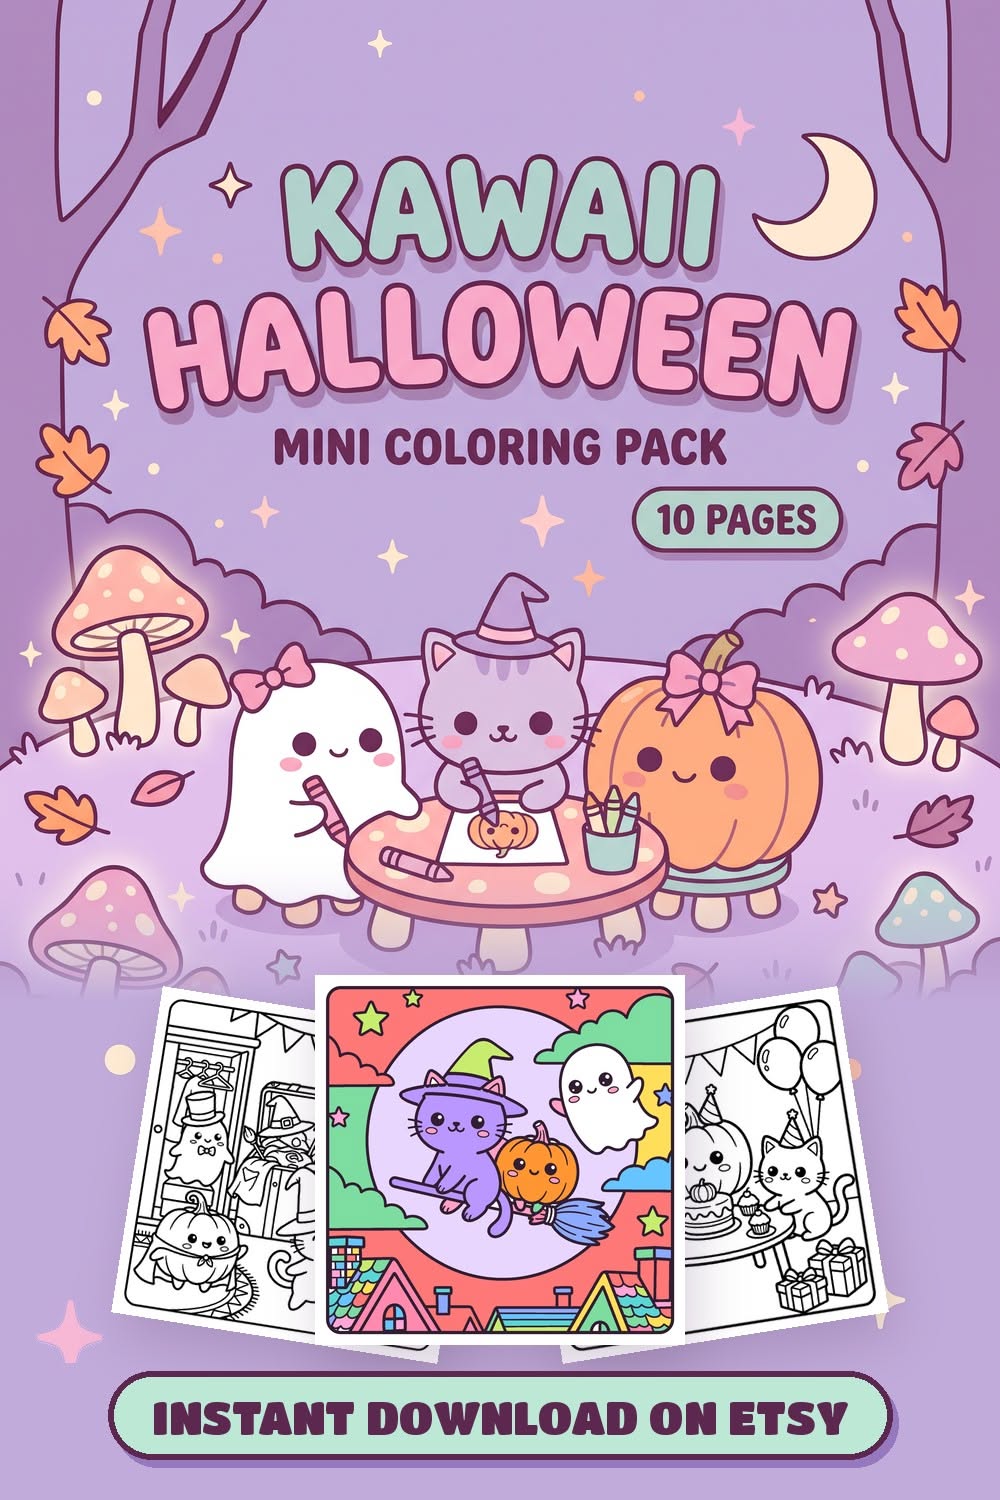 KAWAII
HALLOWEEN
MINI COLORING PACK
10 PAGES
INSTANT DOWNLOAD ON ETSY